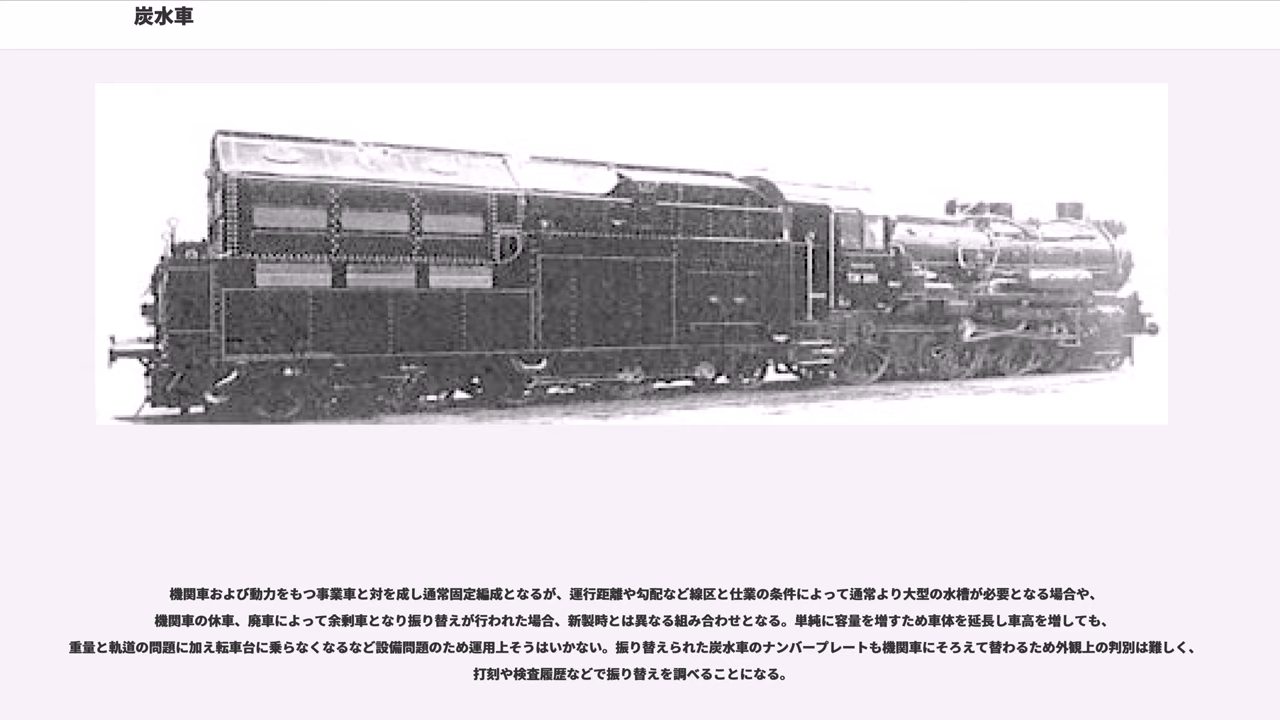 炭水車
機関車および動力をもつ事業車と対を成し通常固定編成となるが、運行距離や勾配など線区と仕業の条件によって通常より大型の水槽が必要となる場合や、
機関車の休車、廃車によって余剰車となり振り替えが行われた場合、新製時とは異なる組み合わせとなる。単純に容量を増すため車体を延長し車高を増しても、
重量と軌道の問題に加え転車台に乗らなくなるなど設備問題のため運用上そうはいかない。振り替えられた炭水車のナンバープレートも機関車にそろえて替わるため外観上の判別は難しく、
打刻や検査履歴などで振り替えを調べることになる。